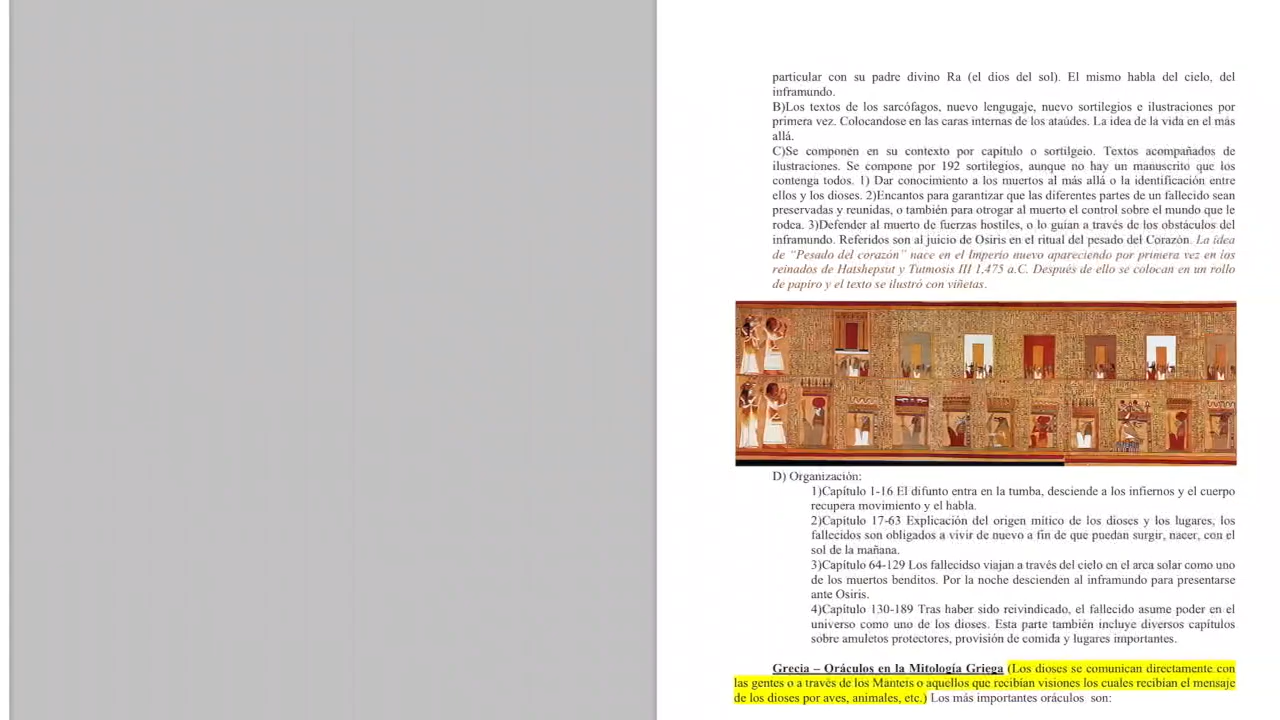 particular con su padre divino Ra (el dios del sol). El mismo habla del cielo, del
inframundo.
B)Los textos de los sarcófagos, nuevo lengugaje, nuevo sortilegios e ilustraciones por
primera vez. Colocandose en las caras internas de los ataúdes. La idea de la vida en el más
allá.
C)Se componen en su contexto por capítulo o sortilgeio. Textos acompañados de
ilustraciones. Se compone por 192 sortilegios, aunque no hay un manuscrito que los
contenga todos. 1) Dar conocimiento a los muertos al más allá o la identificación entre
ellos y los dioses. 2)Encantos para garantizar que las diferentes partes de un fallecido sean
preservadas y reunidas, o también para otrogar al muerto el control sobre el mundo que le
rodea. 3)Defender al muerto de fuerzas hostiles, o lo guían a través de los obstáculos del
inframundo. Referidos son al juicio de Osiris en el ritual del pesado del Corazón. La idea
de “Pesado del corazón” nace en el Imperio nuevo apareciendo por primera vez en los
reinados de Hatshepsut y Tutmosis III 1,475 a.C. Después de ello se colocan en un rollo
de papiro y el texto se ilustró con viñetas.
D) Organización:
1)Capítulo 1-16 El difunto entra en la tumba, desciende a los infiernos y el cuerpo
recupera movimiento y el habla.
2)Capítulo 17-63 Explicación del origen mítico de los dioses y los lugares, los
fallecidos son obligados a vivir de nuevo a fin de que puedan surgir, nacer, con el
sol de la mañana.
3)Capítulo 64-129 Los fallecidso viajan a través del cielo en el arca solar como uno
de los muertos benditos. Por la noche descienden al inframundo para presentarse
ante Osiris.
4)Capítulo 130-189 Tras haber sido reivindicado, el fallecido asume poder en el
universo como uno de los dioses. Esta parte también incluye diversos capítulos
sobre amuletos protectores, provisión de comida y lugares importantes.
Grecia – Oráculos en la Mitología Griega (Los dioses se comunican directamente con
las gentes o a través de los Manteis o aquellos que recibían visiones los cuales recibían el mensaje
de los dioses por aves, animales, etc.) Los más importantes oráculos son: